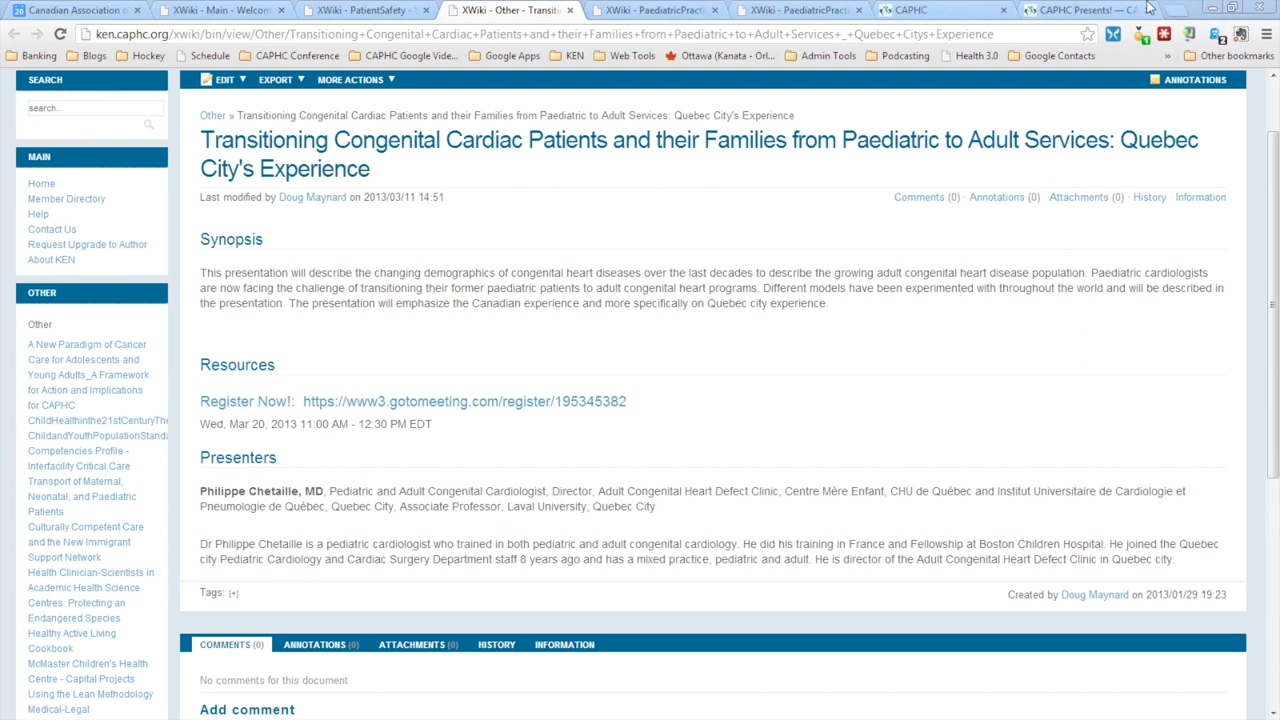 Canadian Association o
XWiki - Main - Welcom
XWiki - PatientSafety -
XWiki - Other - Transiti
XWiki - PaediatricPract
XWiki - PaediatricPract
CAPHC
CAPHC Presents! — CA
ken.caphc.org/xwiki/bin/view/Other/Transitioning+Congenital+Cardiac+Patients+and+their+Families+from+Paediatric+to+Adult+Services+_+Quebec+Citys+Experience
Banking Blogs Hockey Schedule CAPHC Conference CAPHC Google Vide... Google Apps KEN Web Tools Ottawa (Kanata - Orl... Admin Tools Podcasting Health 3.0 Google Contacts » Other bookmarks
SEARCH
search...
MAIN
Home
Member Directory
Help
Contact Us
Request Upgrade to Author
About KEN
OTHER
Other
A New Paradigm of Cancer
Care for Adolescents and
Young Adults_A Framework
for Action and Implications
for CAPHC
ChildHealthinthe21stCenturyThe
ChildandYouthPopulationStanda
Competencies Profile -
Interfacility Critical Care
Transport of Maternal,
Neonatal, and Paediatric
Patients
Culturally Competent Care
and the New Immigrant
Support Network
Health Clinician-Scientists in
Academic Health Science
Centres: Protecting an
Endangered Species
Healthy Active Living
Cookbook
McMaster Children's Health
Centre - Capital Projects
Using the Lean Methodology
Medical-Legal
EDIT EXPORT MORE ACTIONS ANNOTATIONS
Other » Transitioning Congenital Cardiac Patients and their Families from Paediatric to Adult Services: Quebec City's Experience
Transitioning Congenital Cardiac Patients and their Families from Paediatric to Adult Services: Quebec
City's Experience
Last modified by Doug Maynard on 2013/03/11 14:51
Comments (0) · Annotations (0) · Attachments (0) · History · Information
Synopsis
This presentation will describe the changing demographics of congenital heart diseases over the last decades to describe the growing adult congenital heart disease population. Paediatric cardiologists
are now facing the challenge of transitioning their former paediatric patients to adult congenital heart programs. Different models have been experimented with throughout the world and will be described in
the presentation. The presentation will emphasize the Canadian experience and more specifically on Quebec city experience.
Resources
Register Now!: https://www3.gotomeeting.com/register/195345382
Wed, Mar 20, 2013 11:00 AM - 12:30 PM EDT
Presenters
Philippe Chetaille, MD, Pediatric and Adult Congenital Cardiologist, Director, Adult Congenital Heart Defect Clinic, Centre Mère Enfant, CHU de Québec and Institut Universitaire de Cardiologie et
Pneumologie de Québec, Quebec City, Associate Professor, Laval University, Quebec City
Dr Philippe Chetaille is a pediatric cardiologist who trained in both pediatric and adult congenital cardiology. He did his training in France and Fellowship at Boston Children Hospital. He joined the Quebec
city Pediatric Cardiology and Cardiac Surgery Department staff 8 years ago and has a mixed practice, pediatric and adult. He is director of the Adult Congenital Heart Defect Clinic in Quebec city.
Tags: [+]
Created by Doug Maynard on 2013/01/29 19:23
COMMENTS (0) ANNOTATIONS (0) ATTACHMENTS (0) HISTORY INFORMATION
No comments for this document
Add comment